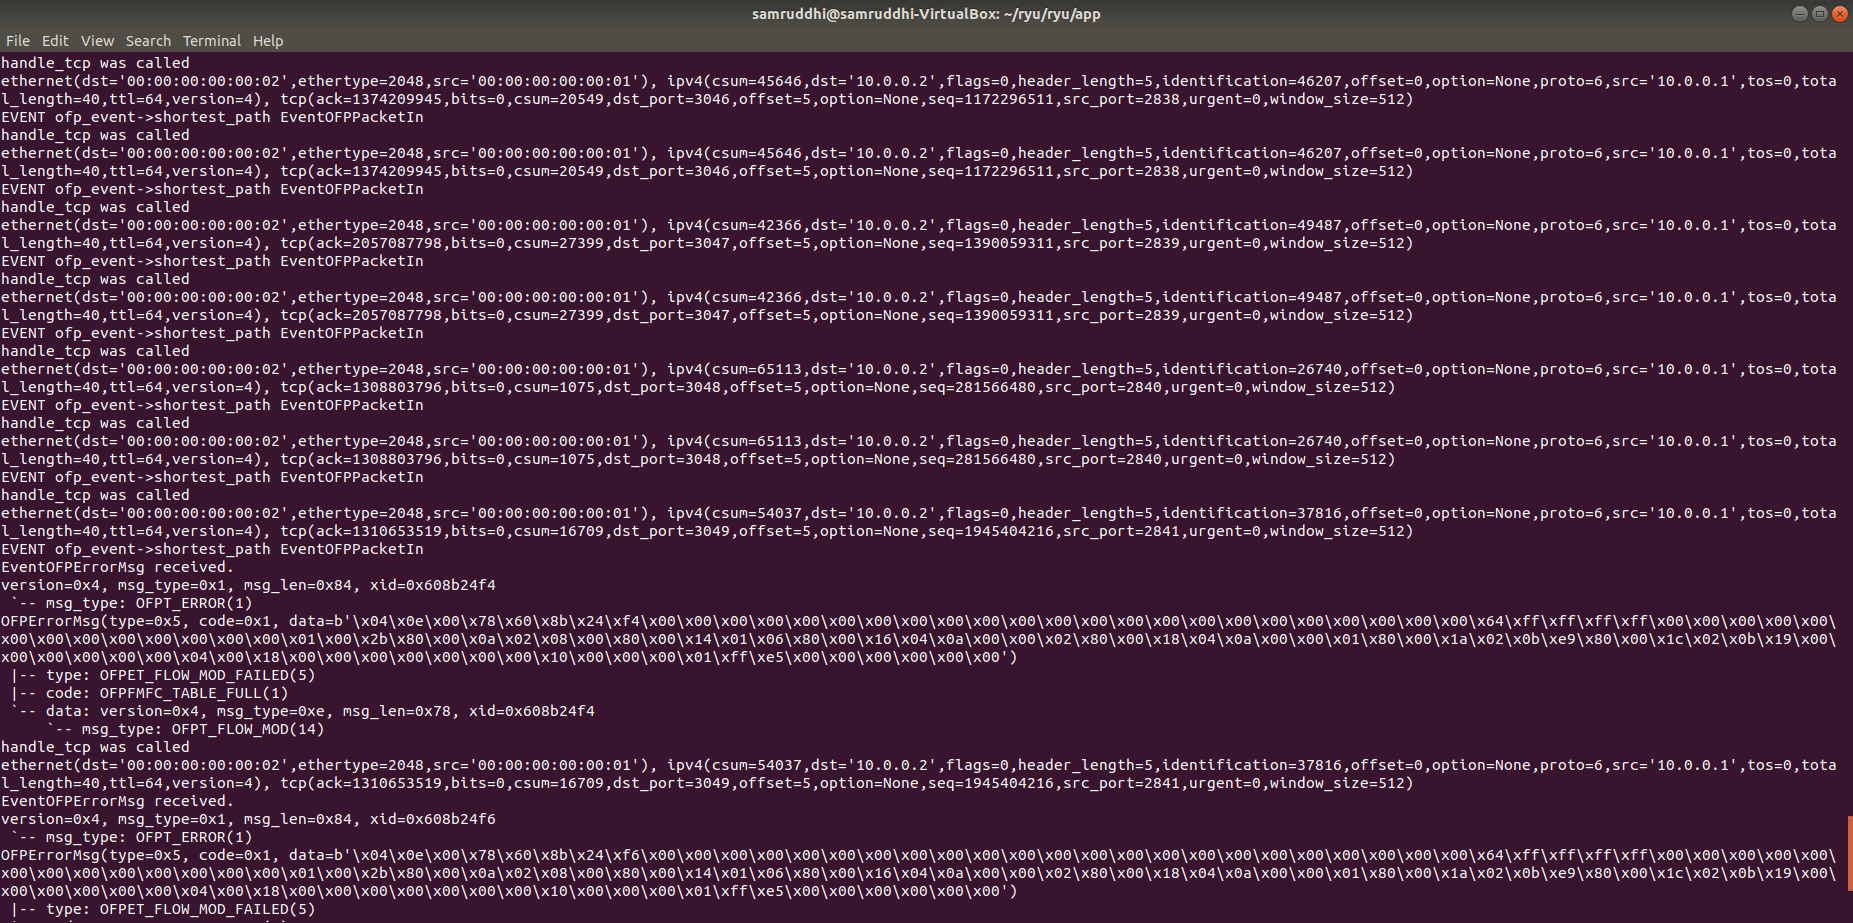 samruddhi@samruddhi-VirtualBox: ~/ryu/ryu/app
File Edit View Search Terminal Help
handle_tcp was called
ethernet(dst='00:00:00:00:00:02',ethertype=2048,src='00:00:00:00:00:01'), ipv4(csum=45646,dst='10.0.0.2',flags=0,header_length=5,identification=46207,offset=0,option=None,proto=6,src='10.0.0.1',tos=0,tota
l_length=40,ttl=64,version=4), tcp(ack=1374209945,bits=0,csum=20549,dst_port=3046,offset=5,option=None,seq=1172296511,src_port=2838,urgent=0,window_size=512)
EVENT ofp_event->shortest_path EventOFPPacketIn
handle_tcp was called
ethernet(dst='00:00:00:00:00:02',ethertype=2048,src='00:00:00:00:00:01'), ipv4(csum=45646,dst='10.0.0.2',flags=0,header_length=5,identification=46207,offset=0,option=None,proto=6,src='10.0.0.1',tos=0,tota
l_length=40,ttl=64,version=4), tcp(ack=1374209945,bits=0,csum=20549,dst_port=3046,offset=5,option=None,seq=1172296511,src_port=2838,urgent=0,window_size=512)
EVENT ofp_event->shortest_path EventOFPPacketIn
handle_tcp was called
ethernet(dst='00:00:00:00:00:02',ethertype=2048,src='00:00:00:00:00:01'), ipv4(csum=42366,dst='10.0.0.2',flags=0,header_length=5,identification=49487,offset=0,option=None,proto=6,src='10.0.0.1',tos=0,tota
l_length=40,ttl=64,version=4), tcp(ack=2057087798,bits=0,csum=27399,dst_port=3047,offset=5,option=None,seq=1390059311,src_port=2839,urgent=0,window_size=512)
EVENT ofp_event->shortest_path EventOFPPacketIn
handle_tcp was called
ethernet(dst='00:00:00:00:00:02',ethertype=2048,src='00:00:00:00:00:01'), ipv4(csum=42366,dst='10.0.0.2',flags=0,header_length=5,identification=49487,offset=0,option=None,proto=6,src='10.0.0.1',tos=0,tota
l_length=40,ttl=64,version=4), tcp(ack=2057087798,bits=0,csum=27399,dst_port=3047,offset=5,option=None,seq=1390059311,src_port=2839,urgent=0,window_size=512)
EVENT ofp_event->shortest_path EventOFPPacketIn
handle_tcp was called
ethernet(dst='00:00:00:00:00:02',ethertype=2048,src='00:00:00:00:00:01'), ipv4(csum=65113,dst='10.0.0.2',flags=0,header_length=5,identification=26740,offset=0,option=None,proto=6,src='10.0.0.1',tos=0,tota
l_length=40,ttl=64,version=4), tcp(ack=1308803796,bits=0,csum=1075,dst_port=3048,offset=5,option=None,seq=281566480,src_port=2840,urgent=0,window_size=512)
EVENT ofp_event->shortest_path EventOFPPacketIn
handle_tcp was called
ethernet(dst='00:00:00:00:00:02',ethertype=2048,src='00:00:00:00:00:01'), ipv4(csum=65113,dst='10.0.0.2',flags=0,header_length=5,identification=26740,offset=0,option=None,proto=6,src='10.0.0.1',tos=0,tota
l_length=40,ttl=64,version=4), tcp(ack=1308803796,bits=0,csum=1075,dst_port=3048,offset=5,option=None,seq=281566480,src_port=2840,urgent=0,window_size=512)
EVENT ofp_event->shortest_path EventOFPPacketIn
handle_tcp was called
ethernet(dst='00:00:00:00:00:02',ethertype=2048,src='00:00:00:00:00:01'), ipv4(csum=54037,dst='10.0.0.2',flags=0,header_length=5,identification=37816,offset=0,option=None,proto=6,src='10.0.0.1',tos=0,tota
l_length=40,ttl=64,version=4), tcp(ack=1310653519,bits=0,csum=16709,dst_port=3049,offset=5,option=None,seq=1945404216,src_port=2841,urgent=0,window_size=512)
EVENT ofp_event->shortest_path EventOFPPacketIn
EventOFPErrorMsg received.
version=0x4, msg_type=0x1, msg_len=0x84, xid=0x608b24f4
 `-- msg_type: OFPT_ERROR(1)
OFPErrorMsg(type=0x5, code=0x1, data=b'\x04\x0e\x00\x78\x60\x8b\x24\xf4\x00\x00\x00\x00\x00\x00\x00\x00\x00\x00\x00\x00\x00\x00\x00\x00\x00\x00\x00\x00\x00\x00\x00\x64\xff\xff\xff\xff\x00\x00\x00\x00\x00\
x00\x00\x00\x00\x00\x00\x00\x01\x00\x2b\x80\x00\x0a\x02\x08\x00\x80\x00\x14\x01\x06\x80\x00\x16\x04\x0a\x00\x00\x02\x80\x00\x18\x04\x0a\x00\x00\x01\x80\x00\x1a\x02\x0b\xe9\x80\x00\x1c\x02\x0b\x19\x00\x00\
x00\x00\x00\x00\x00\x04\x00\x18\x00\x00\x00\x00\x00\x00\x00\x10\x00\x00\x00\x01\xff\xe5\x00\x00\x00\x00\x00\x00')
 |-- type: OFPET_FLOW_MOD_FAILED(5)
 |-- code: OFPFMFC_TABLE_FULL(1)
 `-- data: version=0x4, msg_type=0xe, msg_len=0x78, xid=0x608b24f4
     `-- msg_type: OFPT_FLOW_MOD(14)
handle_tcp was called
ethernet(dst='00:00:00:00:00:02',ethertype=2048,src='00:00:00:00:00:01'), ipv4(csum=54037,dst='10.0.0.2',flags=0,header_length=5,identification=37816,offset=0,option=None,proto=6,src='10.0.0.1',tos=0,tota
l_length=40,ttl=64,version=4), tcp(ack=1310653519,bits=0,csum=16709,dst_port=3049,offset=5,option=None,seq=1945404216,src_port=2841,urgent=0,window_size=512)
EventOFPErrorMsg received.
version=0x4, msg_type=0x1, msg_len=0x84, xid=0x608b24f6
 `-- msg_type: OFPT_ERROR(1)
OFPErrorMsg(type=0x5, code=0x1, data=b'\x04\x0e\x00\x78\x60\x8b\x24\xf6\x00\x00\x00\x00\x00\x00\x00\x00\x00\x00\x00\x00\x00\x00\x00\x00\x00\x00\x00\x00\x00\x00\x00\x64\xff\xff\xff\xff\x00\x00\x00\x00\x00\
x00\x00\x00\x00\x00\x00\x00\x01\x00\x2b\x80\x00\x0a\x02\x08\x00\x80\x00\x14\x01\x06\x80\x00\x16\x04\x0a\x00\x00\x02\x80\x00\x18\x04\x0a\x00\x00\x01\x80\x00\x1a\x02\x0b\xe9\x80\x00\x1c\x02\x0b\x19\x00\x00\
x00\x00\x00\x00\x00\x04\x00\x18\x00\x00\x00\x00\x00\x00\x00\x10\x00\x00\x00\x01\xff\xe5\x00\x00\x00\x00\x00\x00')
 |-- type: OFPET_FLOW_MOD_FAILED(5)